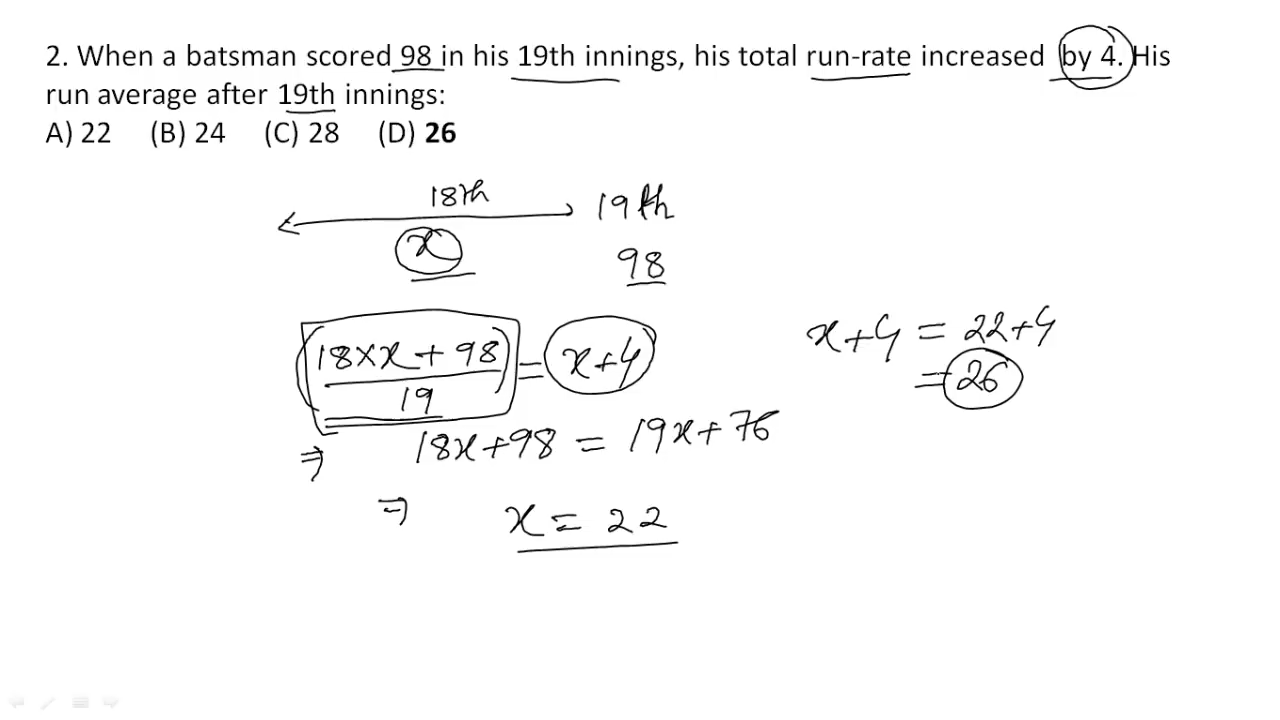 2. When a batsman scored 98 in his 19th innings, his total run-rate increased by 4. His
run average after 19th innings:
A) 22 (B) 24 (C) 28 (D) 26
18th 19th
x 98
(18×x+98)/19 = x+4
x+4 = 22+4
= 26
⇒ 18x+98 = 19x+76
⇒ x = 22